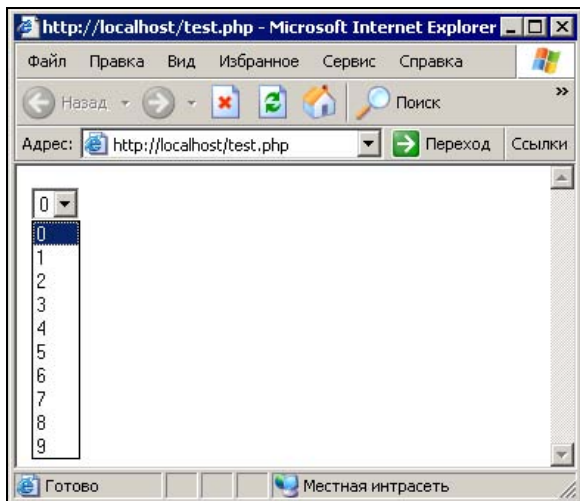 http://localhost/test.php - Microsoft Internet Explorer
Файл Правка Вид Избранное Сервис Справка
Назад Поиск »
Адрес: http://localhost/test.php Переход Ссылки
0
0
1
2
3
4
5
6
7
8
9
Готово Местная интрасеть